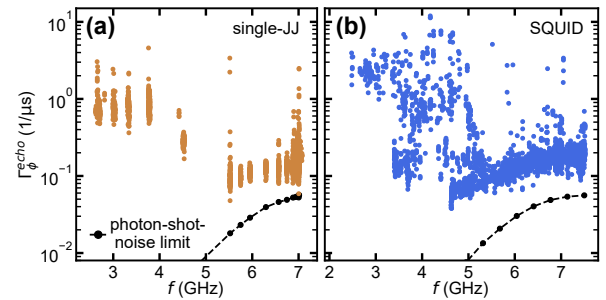 (a) single-JJ
(b) SQUID
Γ_ϕ^echo (1/μs)
10¹
10⁰
10⁻¹
10⁻²
photon-shot-
noise limit
3 4 5 6 7
2 3 4 5 6 7
f (GHz)
f (GHz)